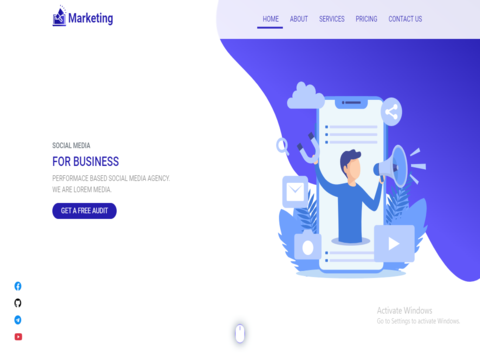 Marketing
HOME ABOUT SERVICES PRICING CONTACT US
SOCIAL MEDIA
FOR BUSINESS
PERFORMACE BASED SOCIAL MEDIA AGENCY.
WE ARE LOREM MEDIA.
GET A FREE AUDIT
Activate Windows
Go to Settings to activate Windows.